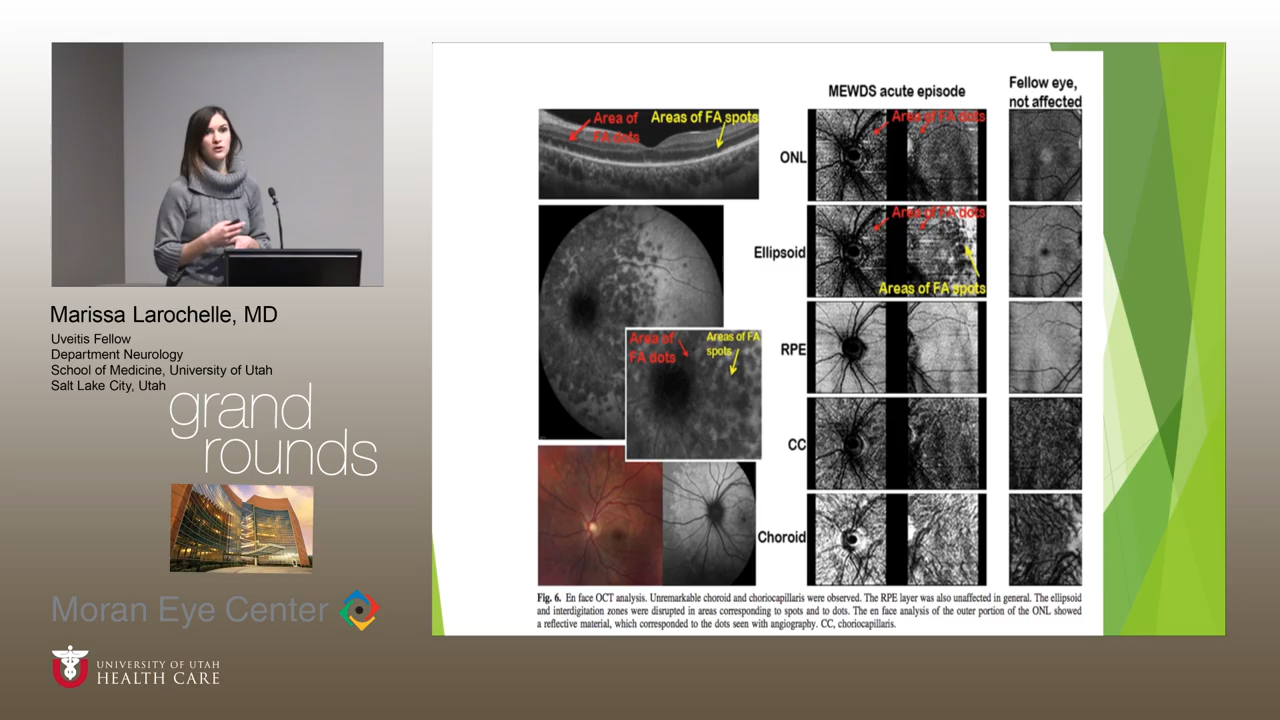 Marissa Larochelle, MD
Uveitis Fellow
Department Neurology
School of Medicine, University of Utah
Salt Lake City, Utah
grand
rounds
Moran Eye Center
UNIVERSITY OF UTAH
HEALTH CARE
MEWDS acute episode
Fellow eye,
not affected
Area of
FA dots
Areas of FA spots
Area of FA dots
ONL
Area of FA dots
Ellipsoid
Areas of FA spots
Area of
FA dots
Areas of FA
spots
RPE
CC
Choroid
Fig. 6. En face OCT analysis. Unremarkable choroid and choriocapillaris were observed. The RPE layer was also unaffected in general. The ellipsoid
and interdigitation zones were disrupted in areas corresponding to spots and to dots. The en face analysis of the outer portion of the ONL showed
a reflective material, which corresponded to the dots seen with angiography. CC, choriocapillaris.